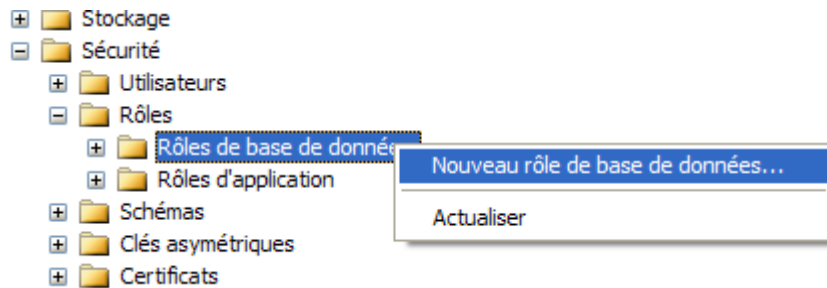 Stockage
Sécurité
Utilisateurs
Rôles
Rôles de base de donnée
Nouveau rôle de base de données...
Rôles d'application
Actualiser
Schémas
Clés asymétriques
Certificats